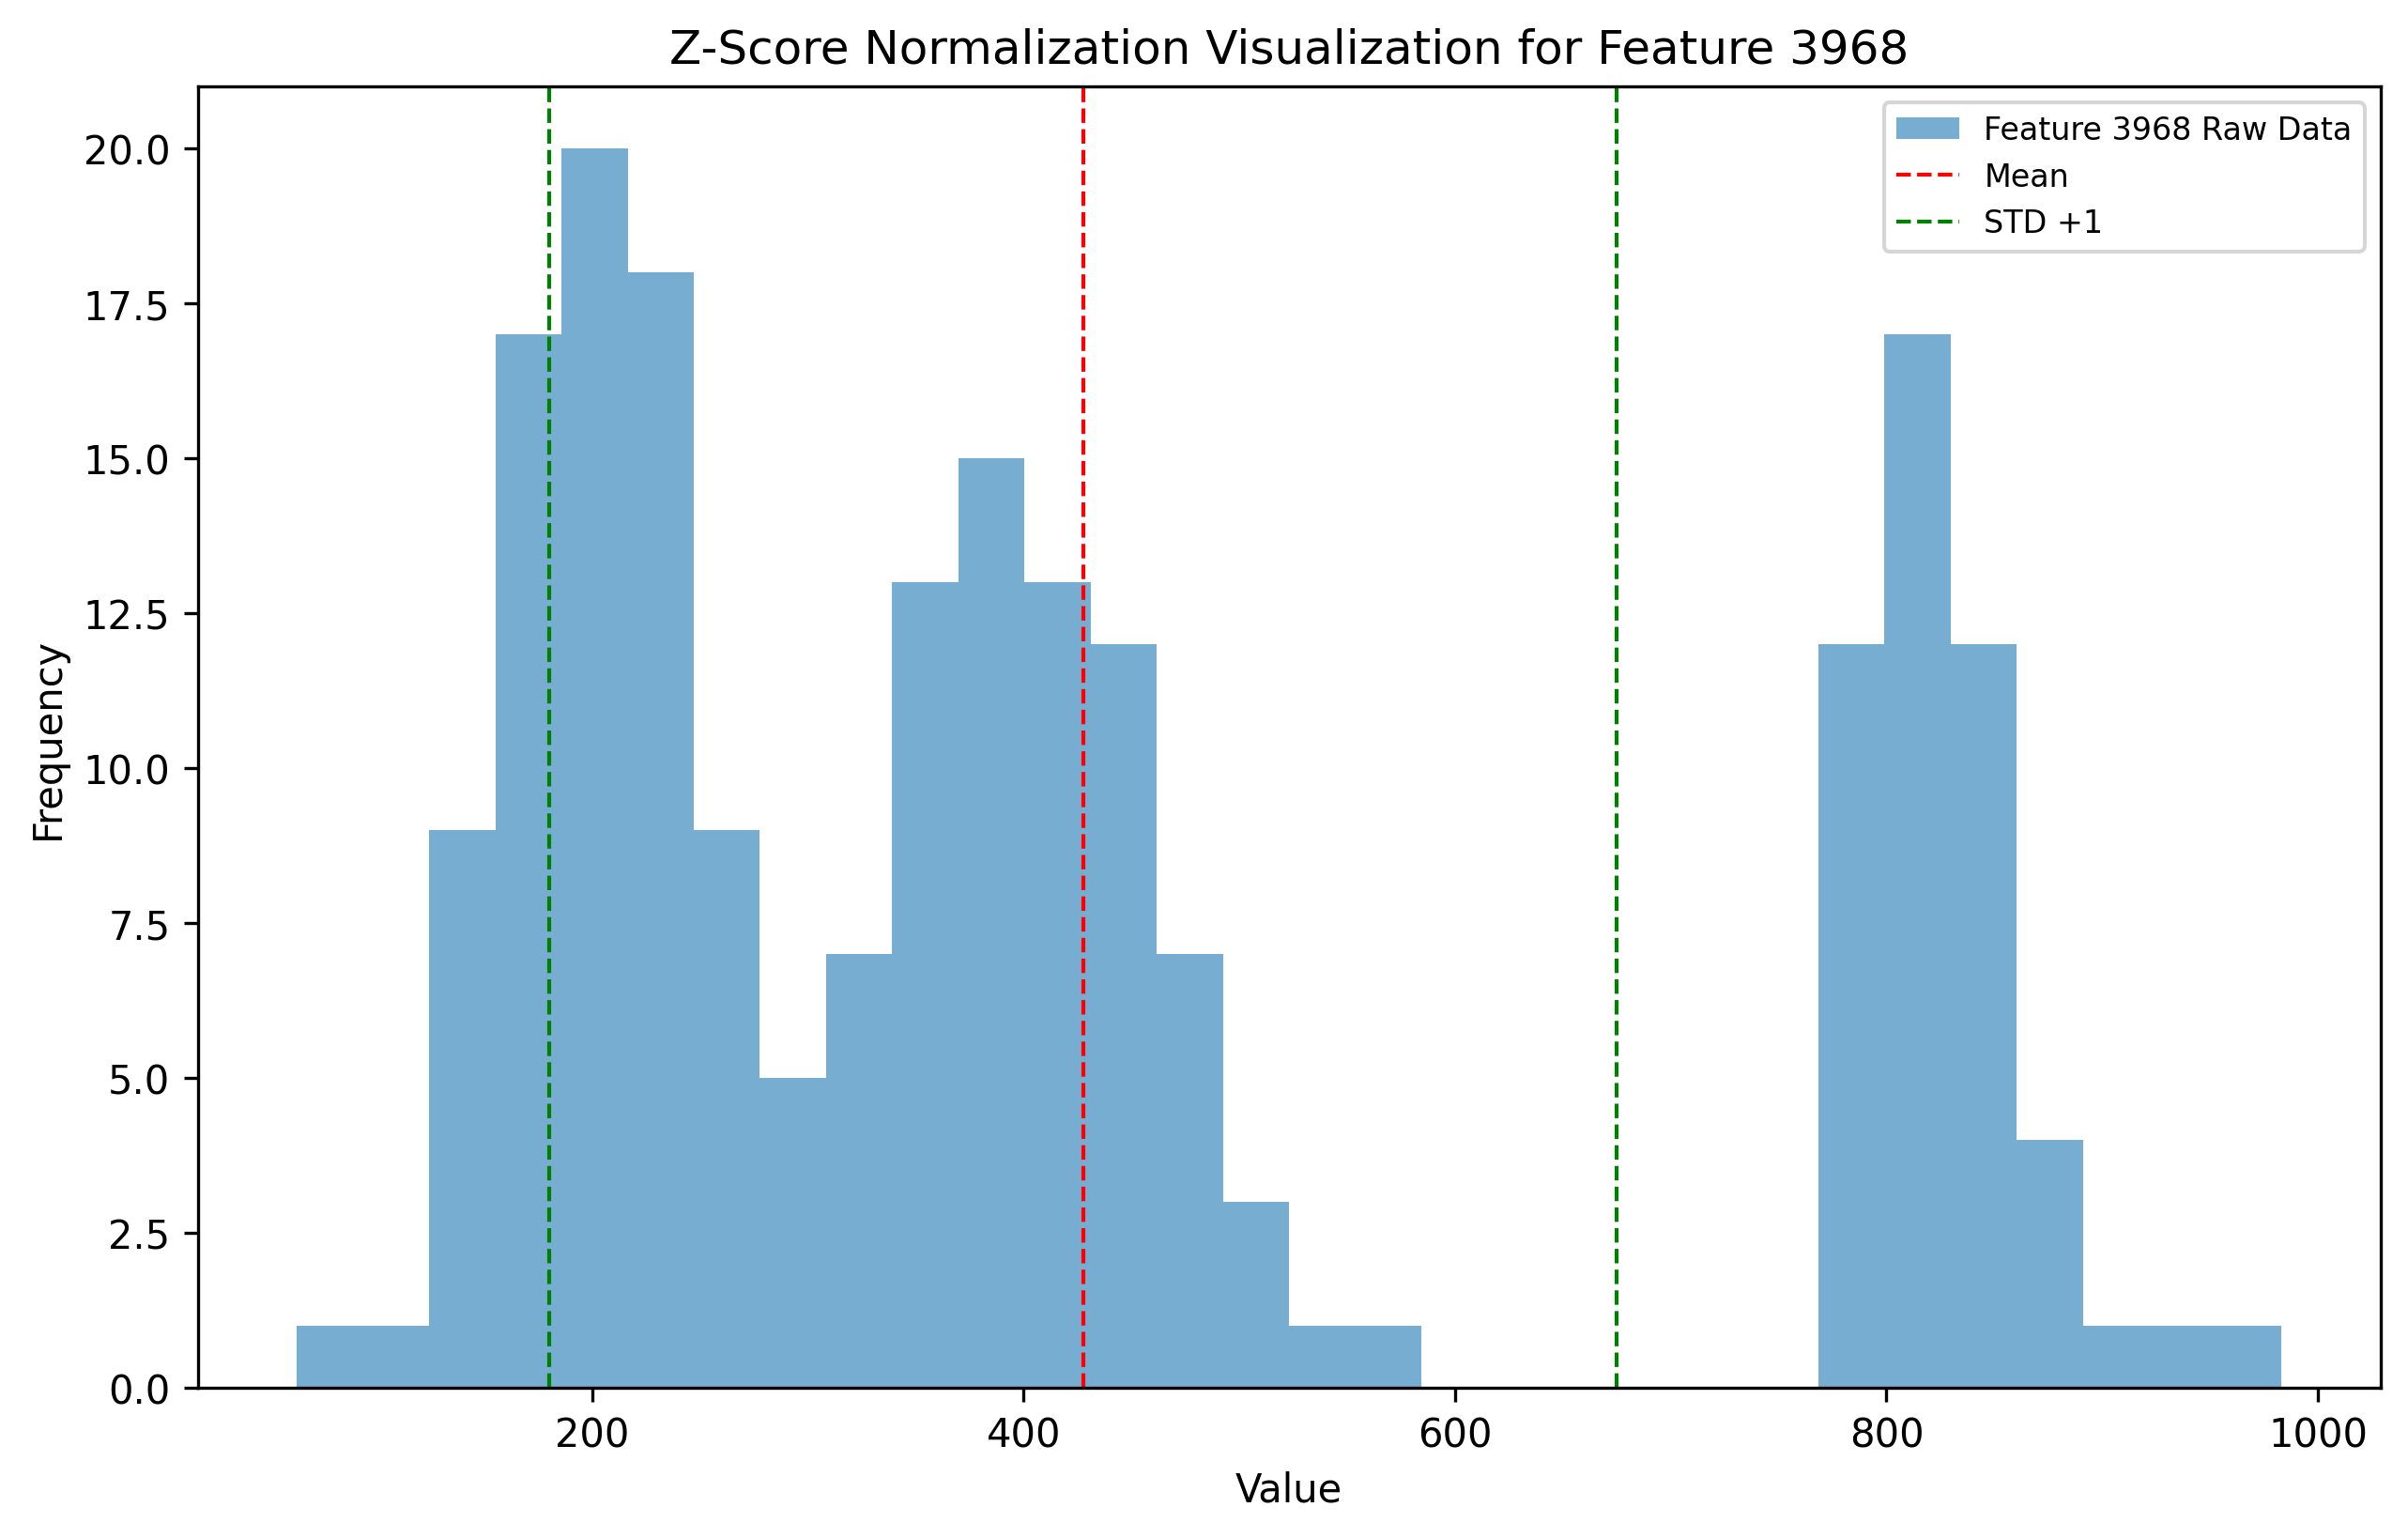 Z-Score Normalization Visualization for Feature 3968
Feature 3968 Raw Data
Mean
STD +1
20.0
17.5
15.0
12.5
10.0
7.5
5.0
2.5
0.0
Frequency
200
400
600
800
1000
Value